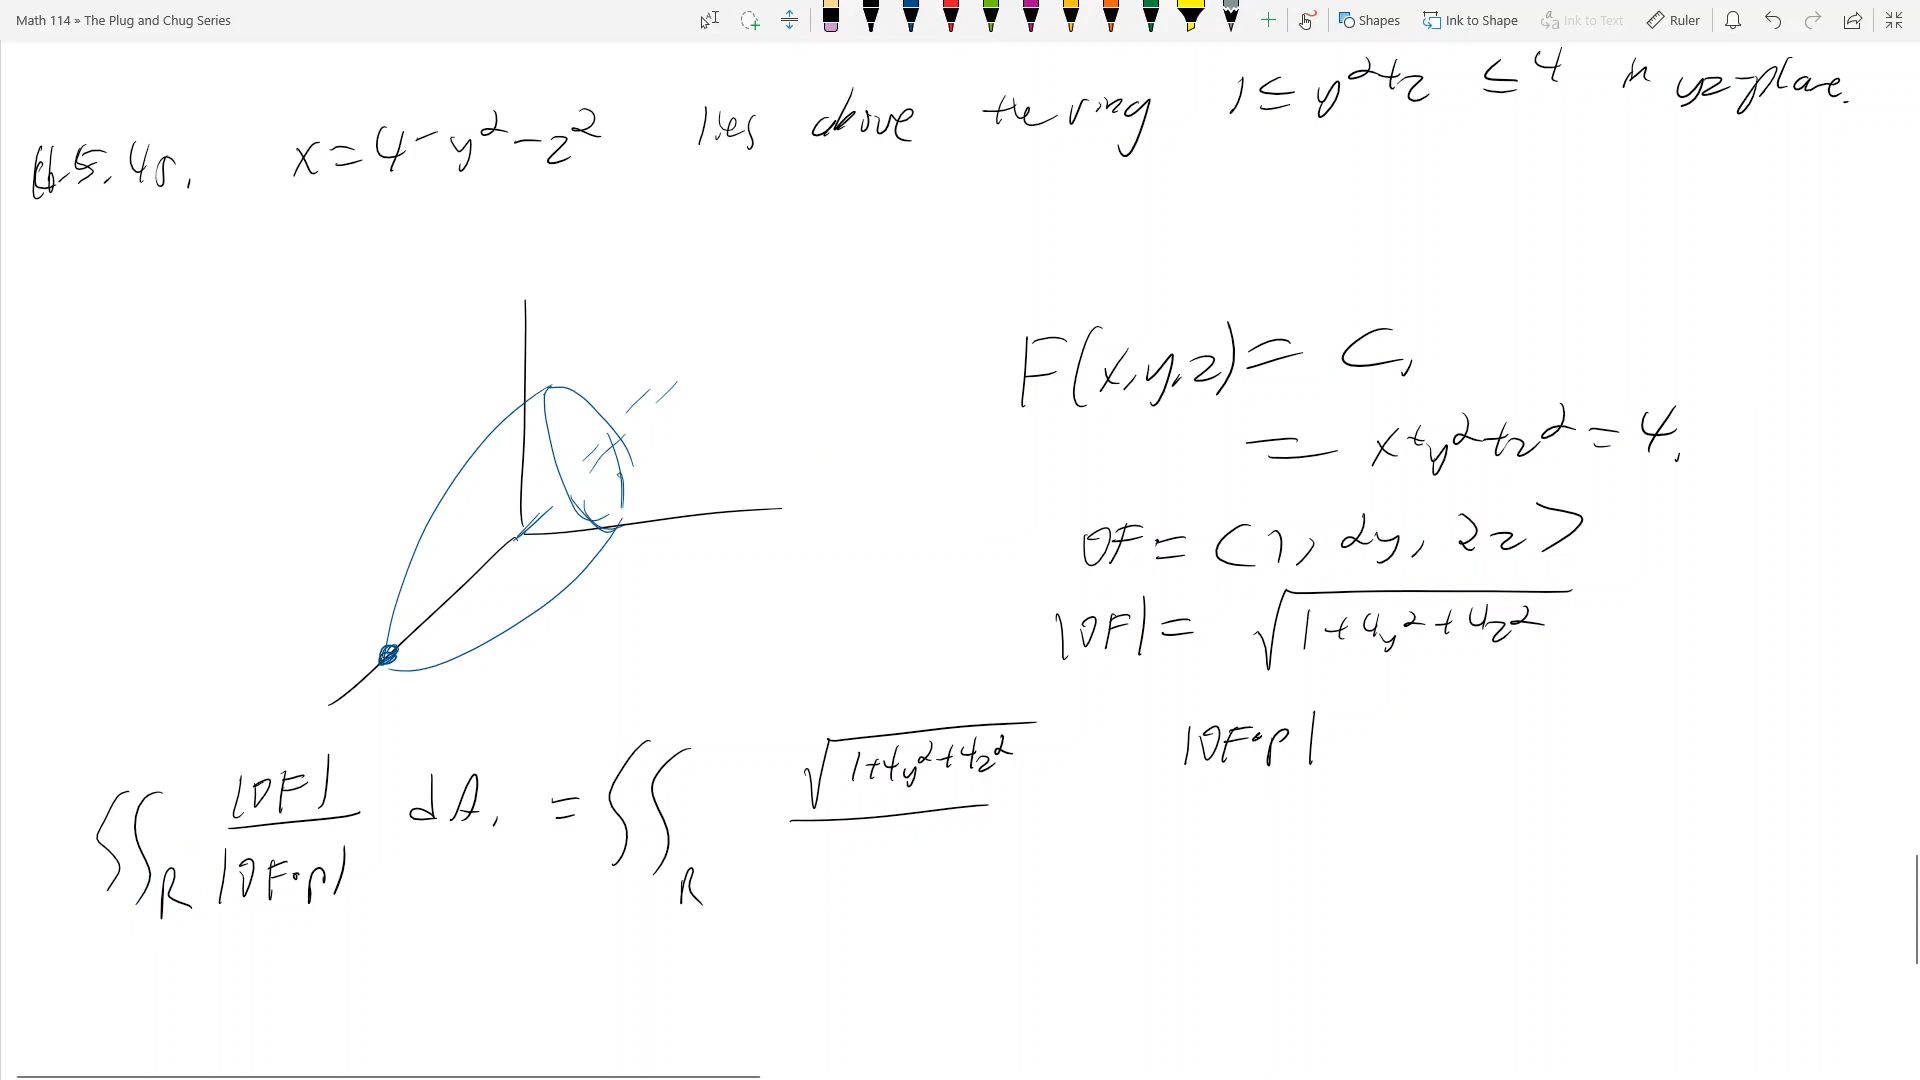 Math 114 » The Plug and Chug Series
Shapes Ink to Shape Ink to Text Ruler
16.5.45. x=4-y²-z² lies above the ring 1≤y²+z ≤4 in yz-plane.
F(x,y,z)= C,
= x+y²+z²=4.
∇F= <1, 2y, 2z>
|∇F|= √(1+4y²+4z²)
|∇F·p|
∬_R |∇F| / |∇F·p| dA. = ∬_R √(1+4y²+4z²)